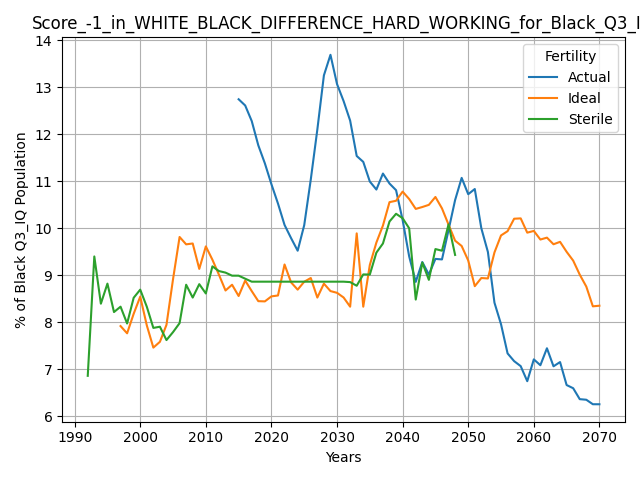 Score_-1_in_WHITE_BLACK_DIFFERENCE_HARD_WORKING_for_Black_Q3_I
Fertility
Actual
Ideal
Sterile
% of Black Q3_IQ Population
14
13
12
11
10
9
8
7
6
1990
2000
2010
2020
2030
2040
2050
2060
2070
Years